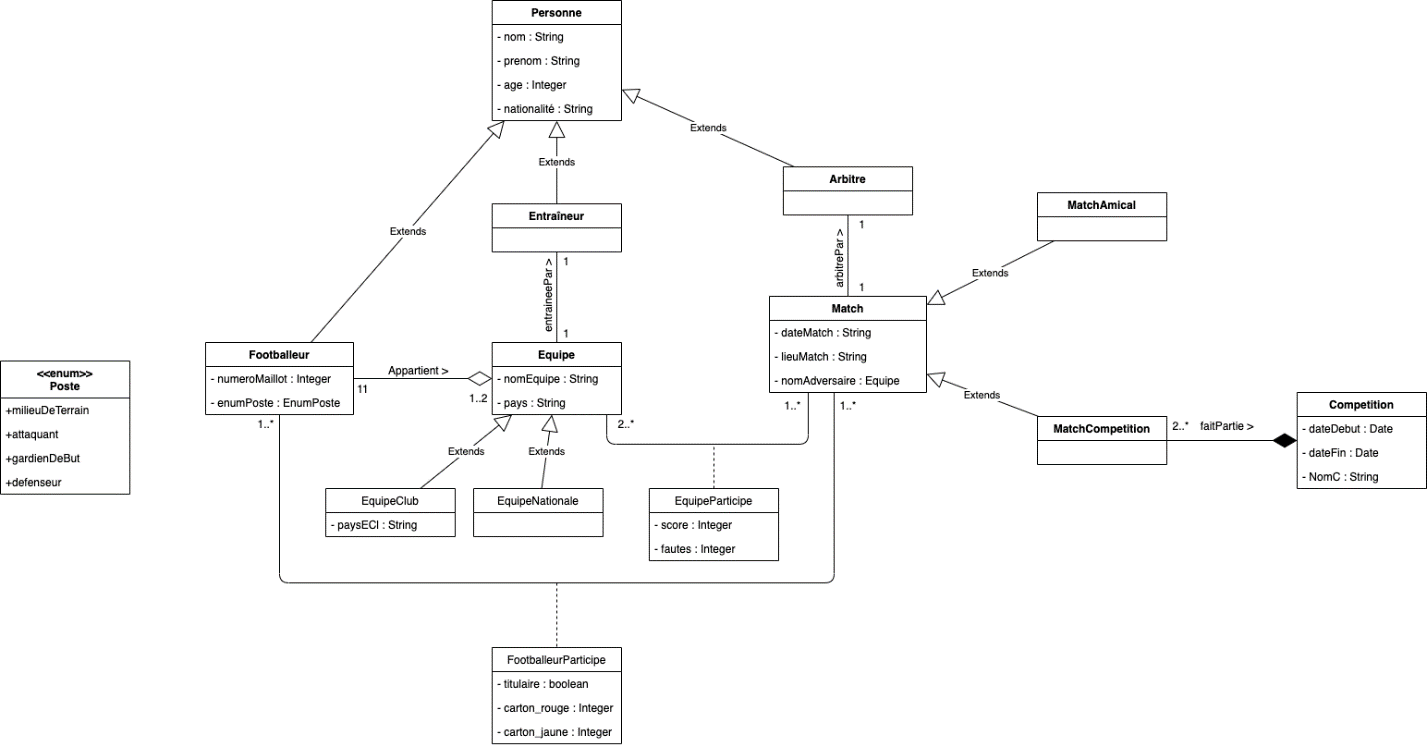 Personne
- nom : String
- prenom : String
- age : Integer
- nationalité : String
Extends
Extends
Extends
Arbitre
MatchAmical
Entraîneur
1
arbitrePar >
1
Extends
1
entraineePar >
1
Match
- dateMatch : String
- lieuMatch : String
- nomAdversaire : Equipe
1..*
1..*
Footballeur
- numeroMaillot : Integer
- enumPoste : EnumPoste
1..*
Appartient >
11
1..2
Equipe
- nomEquipe : String
- pays : String
2..*
<<enum>>
Poste
+milieuDeTerrain
+attaquant
+gardienDeBut
+defenseur
Extends
MatchCompetition
2..*
faitPartie >
Competition
- dateDebut : Date
- dateFin : Date
- NomC : String
Extends
Extends
EquipeClub
- paysECl : String
EquipeNationale
EquipeParticipe
- score : Integer
- fautes : Integer
FootballeurParticipe
- titulaire : boolean
- carton_rouge : Integer
- carton_jaune : Integer